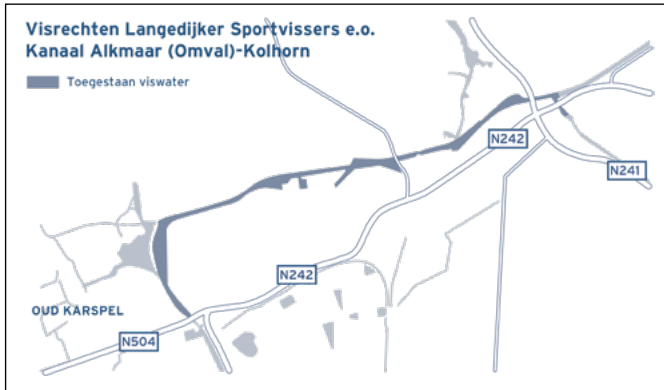 Visrechten Langedijker Sportvissers e.o.
Kanaal Alkmaar (Omval)-Kolhorn
Toegestaan viswater
N242
N241
N242
OUD KARSPEL
N504